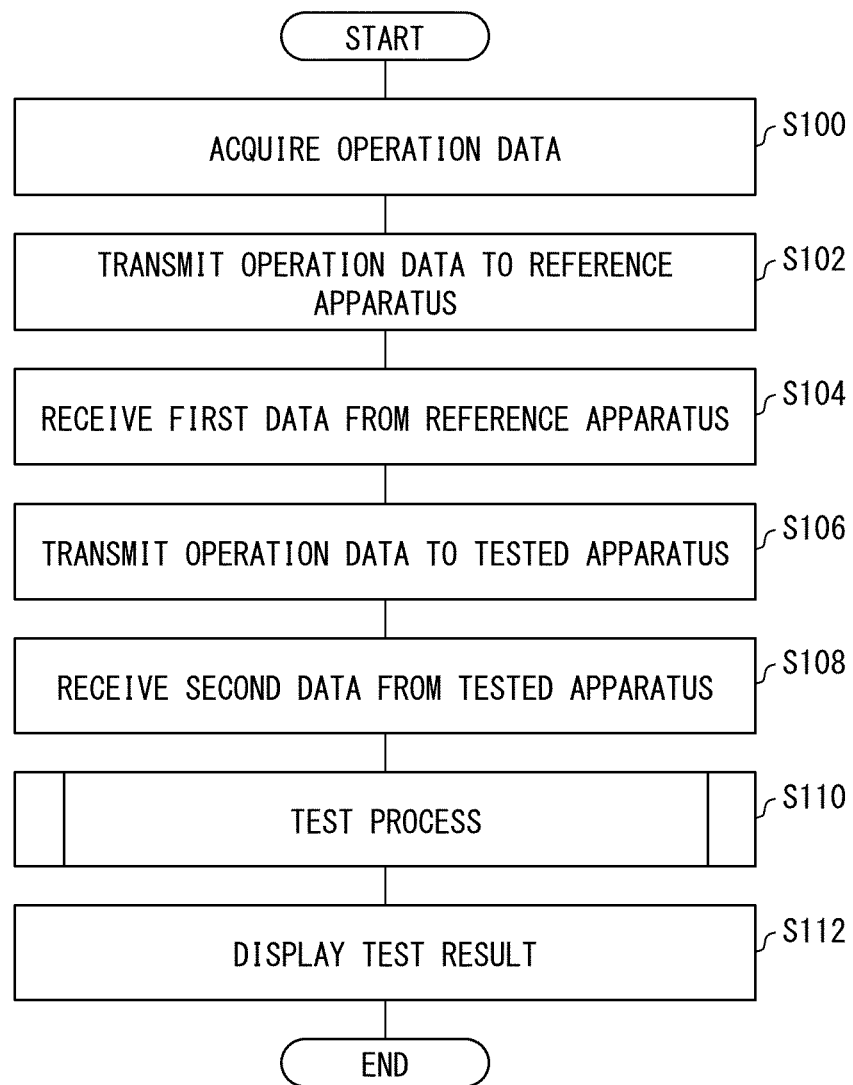 START
ACQUIRE OPERATION DATA
S100
TRANSMIT OPERATION DATA TO REFERENCE
APPARATUS
S102
RECEIVE FIRST DATA FROM REFERENCE APPARATUS
S104
TRANSMIT OPERATION DATA TO TESTED APPARATUS
S106
RECEIVE SECOND DATA FROM TESTED APPARATUS
S108
TEST PROCESS
S110
DISPLAY TEST RESULT
S112
END